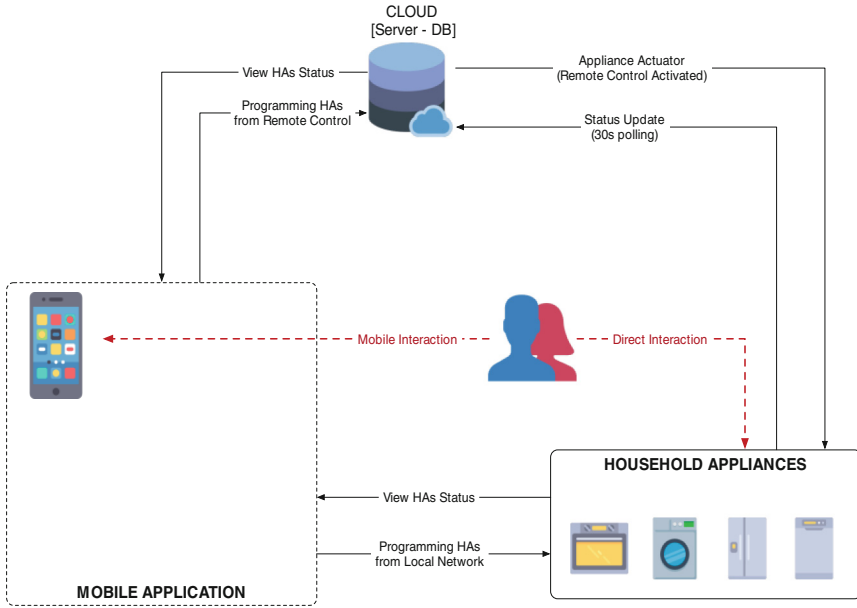 CLOUD
[Server - DB]
View HAs Status
Appliance Actuator
(Remote Control Activated)
Programming HAs
from Remote Control
Status Update
(30s polling)
Mobile Interaction
Direct Interaction
HOUSEHOLD APPLIANCES
View HAs Status
Programming HAs
from Local Network
MOBILE APPLICATION